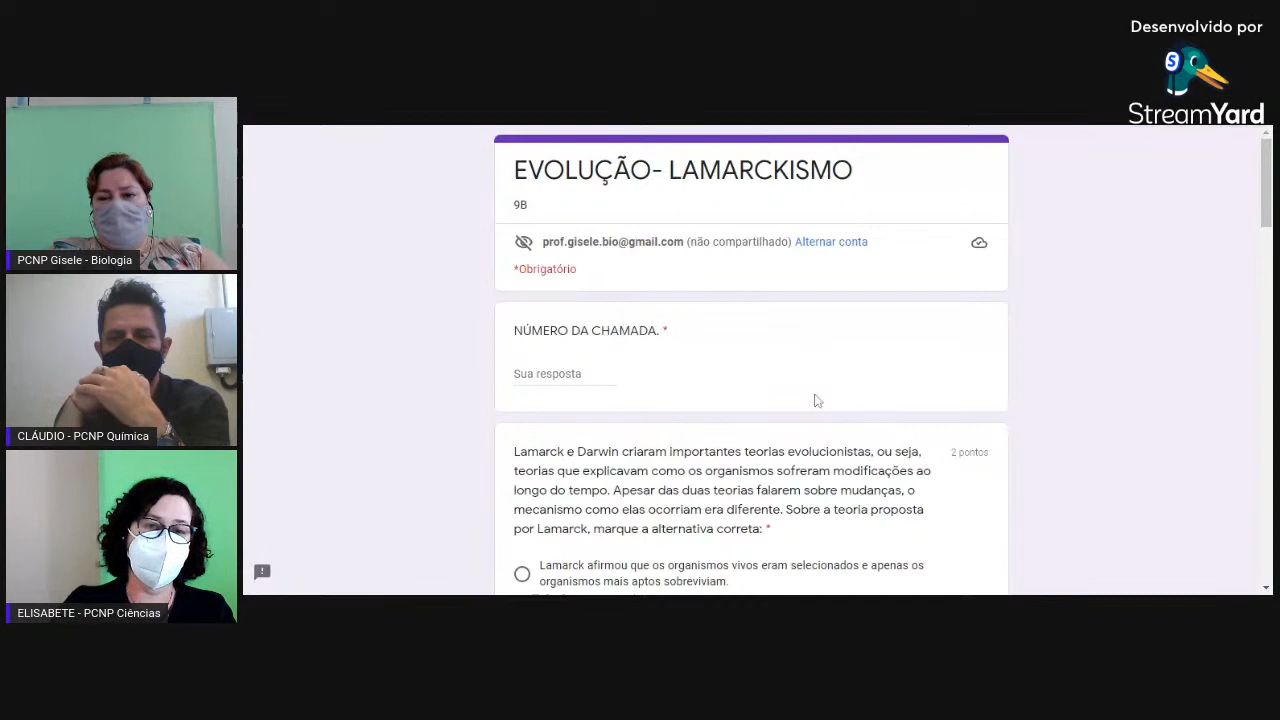 Desenvolvido por
StreamYard
PCNP Gisele - Biologia
CLÁUDIO - PCNP Química
ELISABETE - PCNP Ciências
EVOLUÇÃO- LAMARCKISMO
9B
prof.gisele.bio@gmail.com (não compartilhado) Alternar conta
*Obrigatório
NÚMERO DA CHAMADA. *
Sua resposta
Lamarck e Darwin criaram importantes teorias evolucionistas, ou seja,
teorias que explicavam como os organismos sofreram modificações ao
longo do tempo. Apesar das duas teorias falarem sobre mudanças, o
mecanismo como elas ocorriam era diferente. Sobre a teoria proposta
por Lamarck, marque a alternativa correta: *
2 pontos
Lamarck afirmou que os organismos vivos eram selecionados e apenas os
organismos mais aptos sobreviviam.